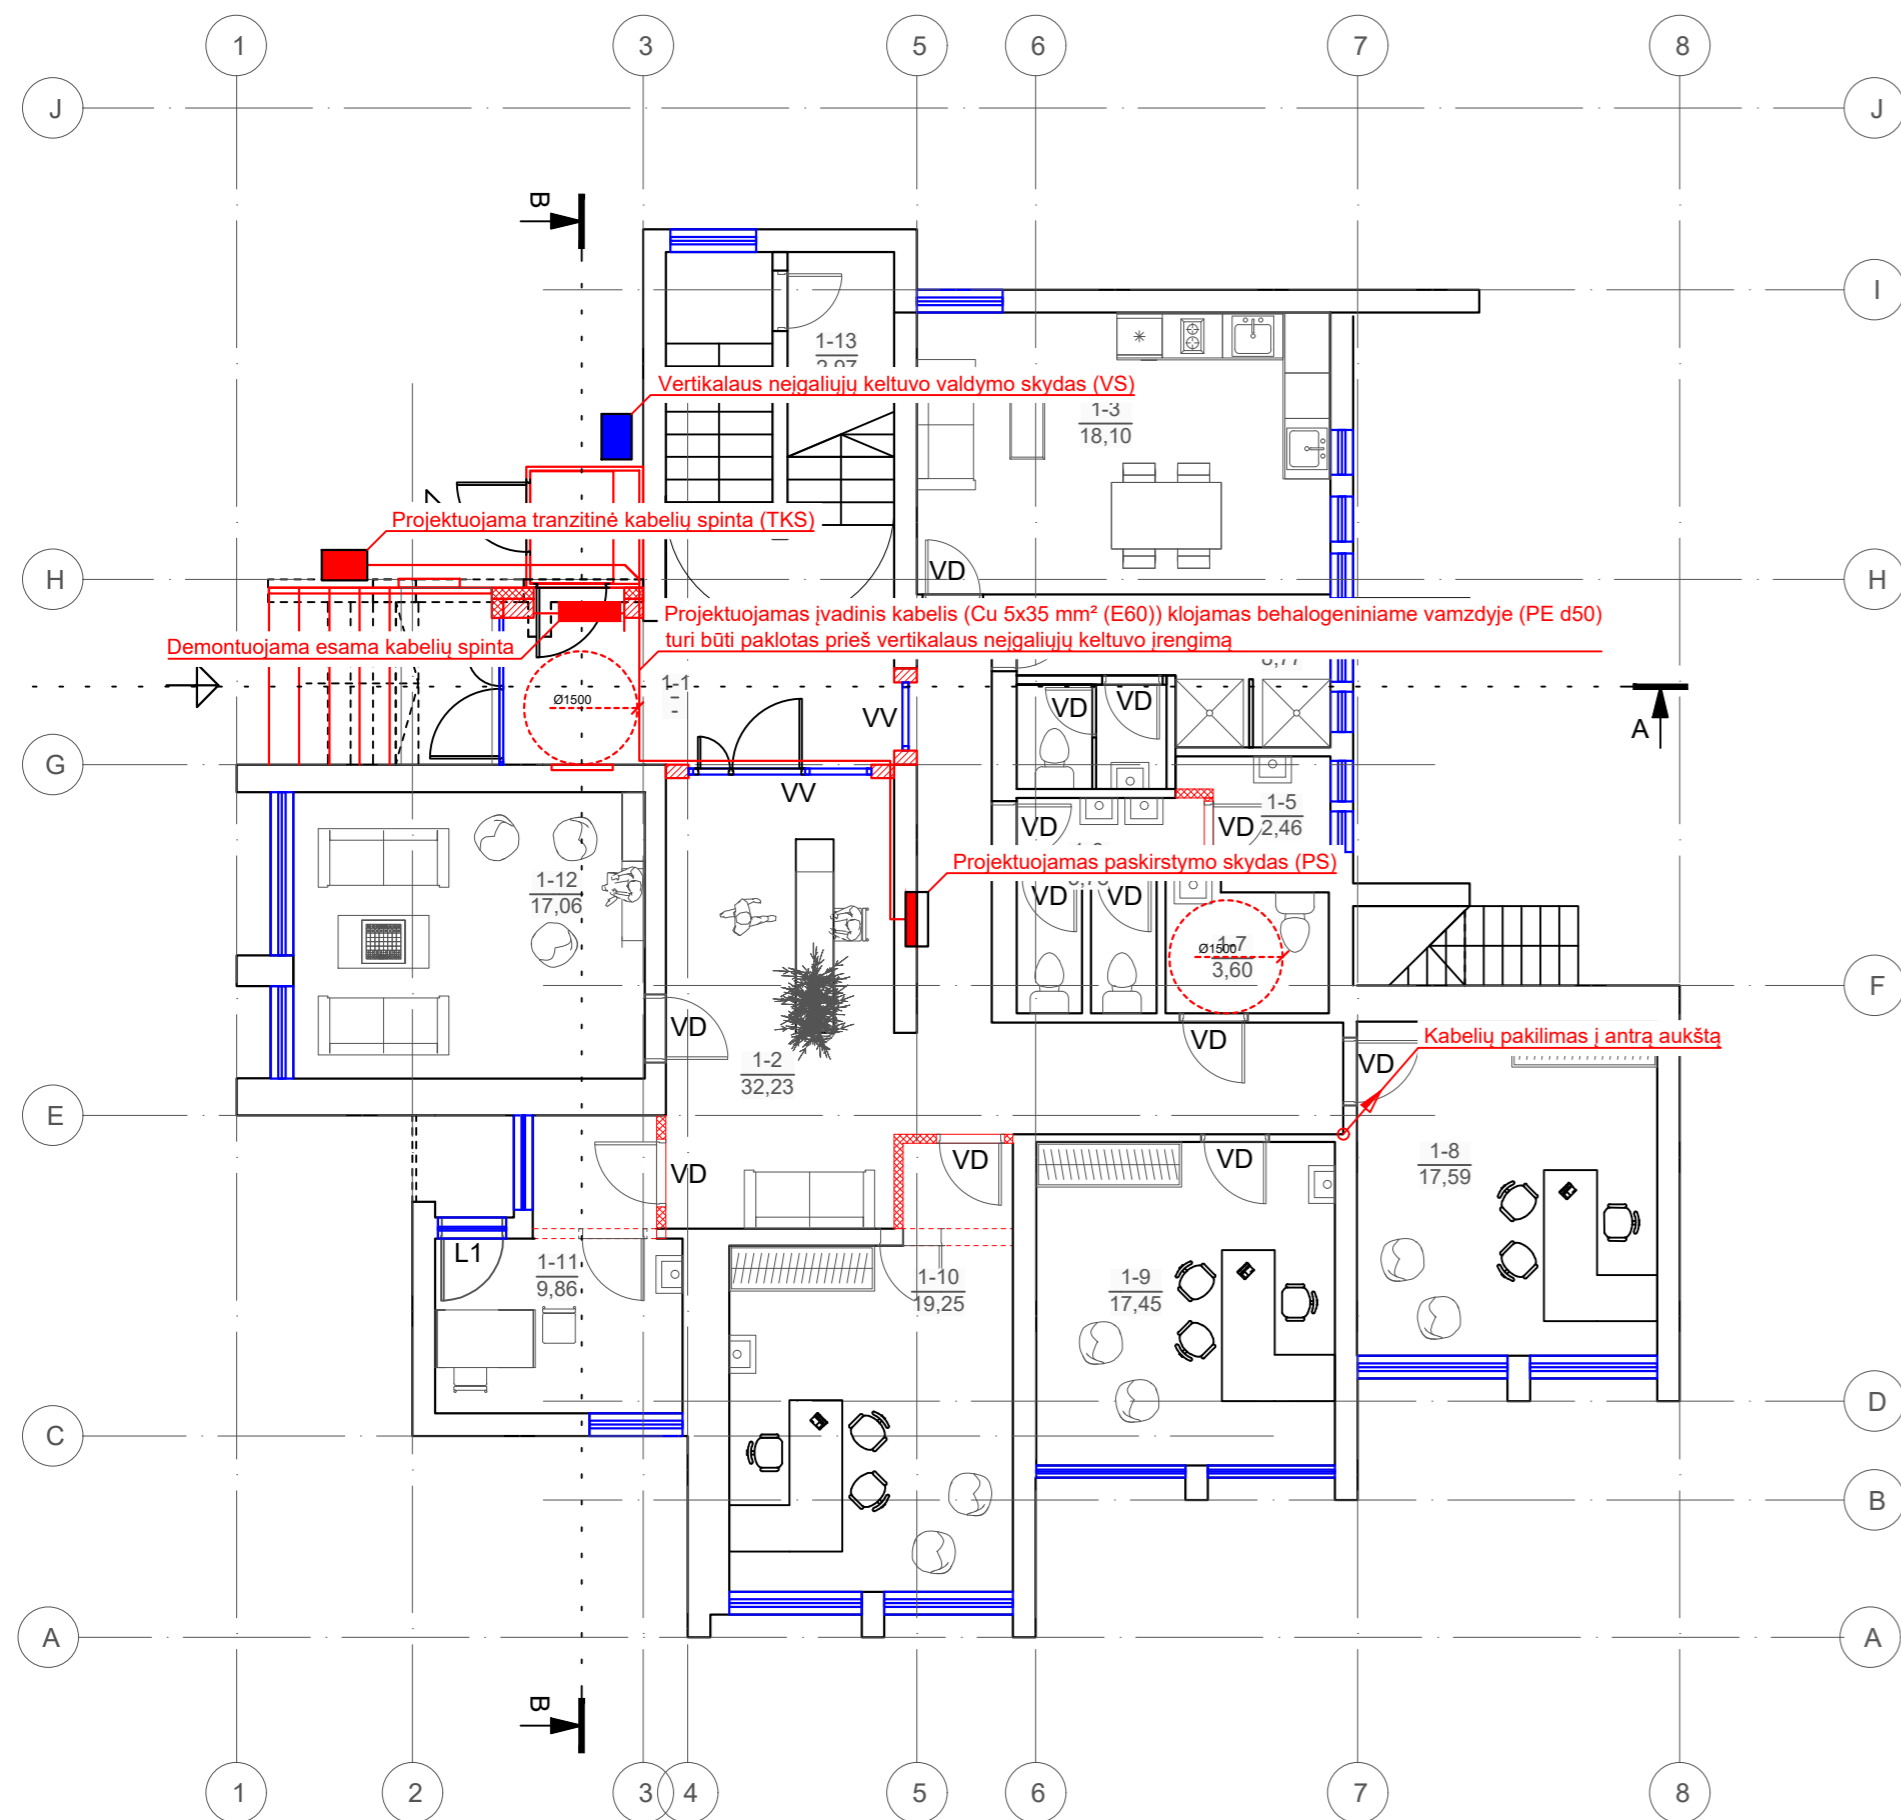 1
3
5
6
7
8
J
J
B
I
1-13
Vertikalaus neįgaliųjų keltuvo valdymo skydas (VS)
1-3
18,10
Projektuojama tranzitinė kabelių spinta (TKS)
H
VD
H
Projektuojamas įvadinis kabelis (Cu 5x35 mm² (E60)) klojamas behalogeniniame vamzdyje (PE d50)
turi būti paklotas prieš vertikalaus neįgaliųjų keltuvo įrengimą
Demontuojama esama kabelių spinta
1-1
-
Ø1500
VV
VD
VD
A
G
G
VV
1-5
2,46
VD
VD
Projektuojamas paskirstymo skydas (PS)
1-12
17,06
VD
VD
1-7
3,60
Ø1500
F
VD
VD
Kabelių pakilimas į antrą aukštą
VD
1-2
32,23
E
E
VD
VD
VD
1-8
17,59
L1
1-11
9,86
1-10
19,25
1-9
17,45
C
D
B
A
A
B
1
2
3
4
5
6
7
8